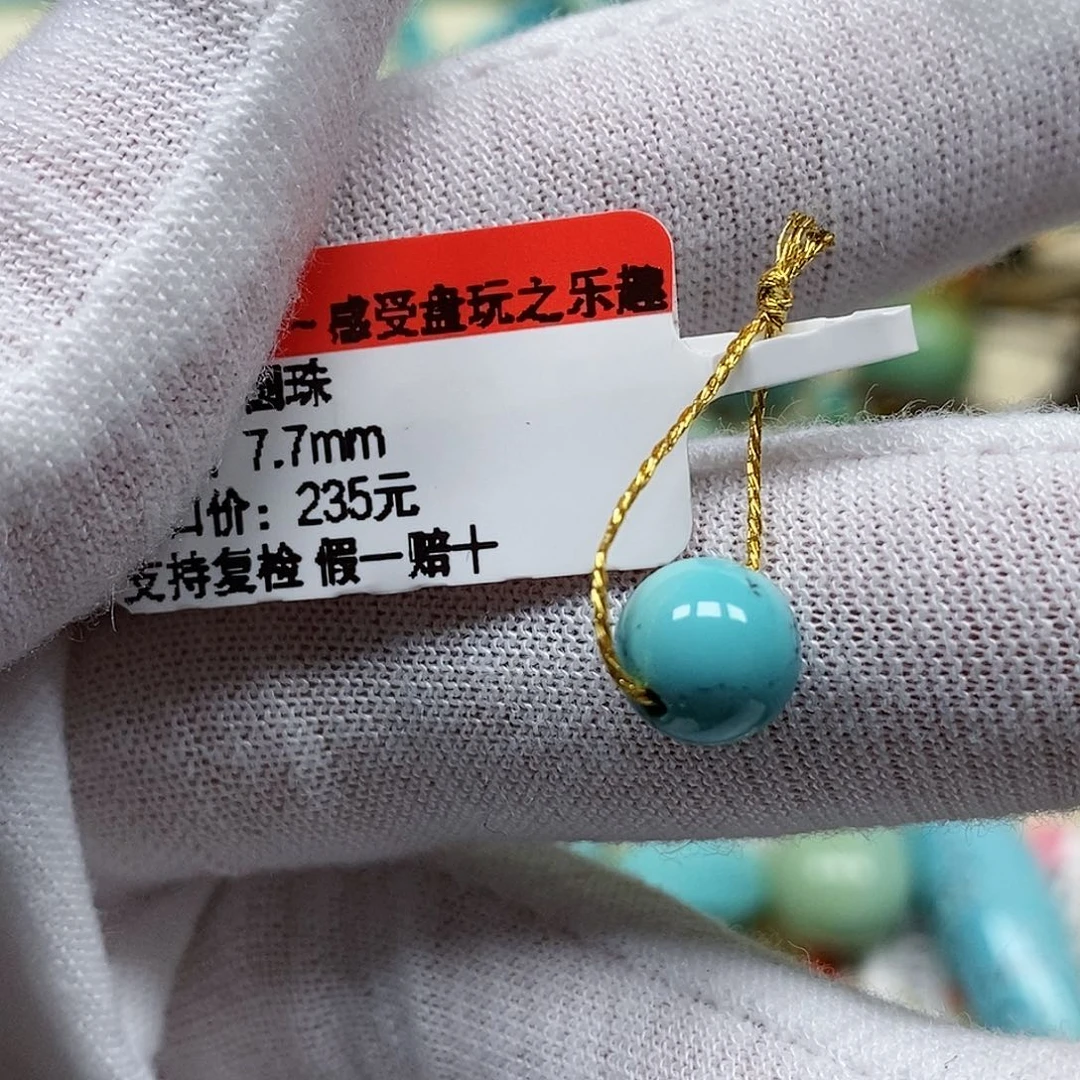 感受盘玩之乐趣
圆珠
7.7mm
价：235元
支持复检 假一赔十